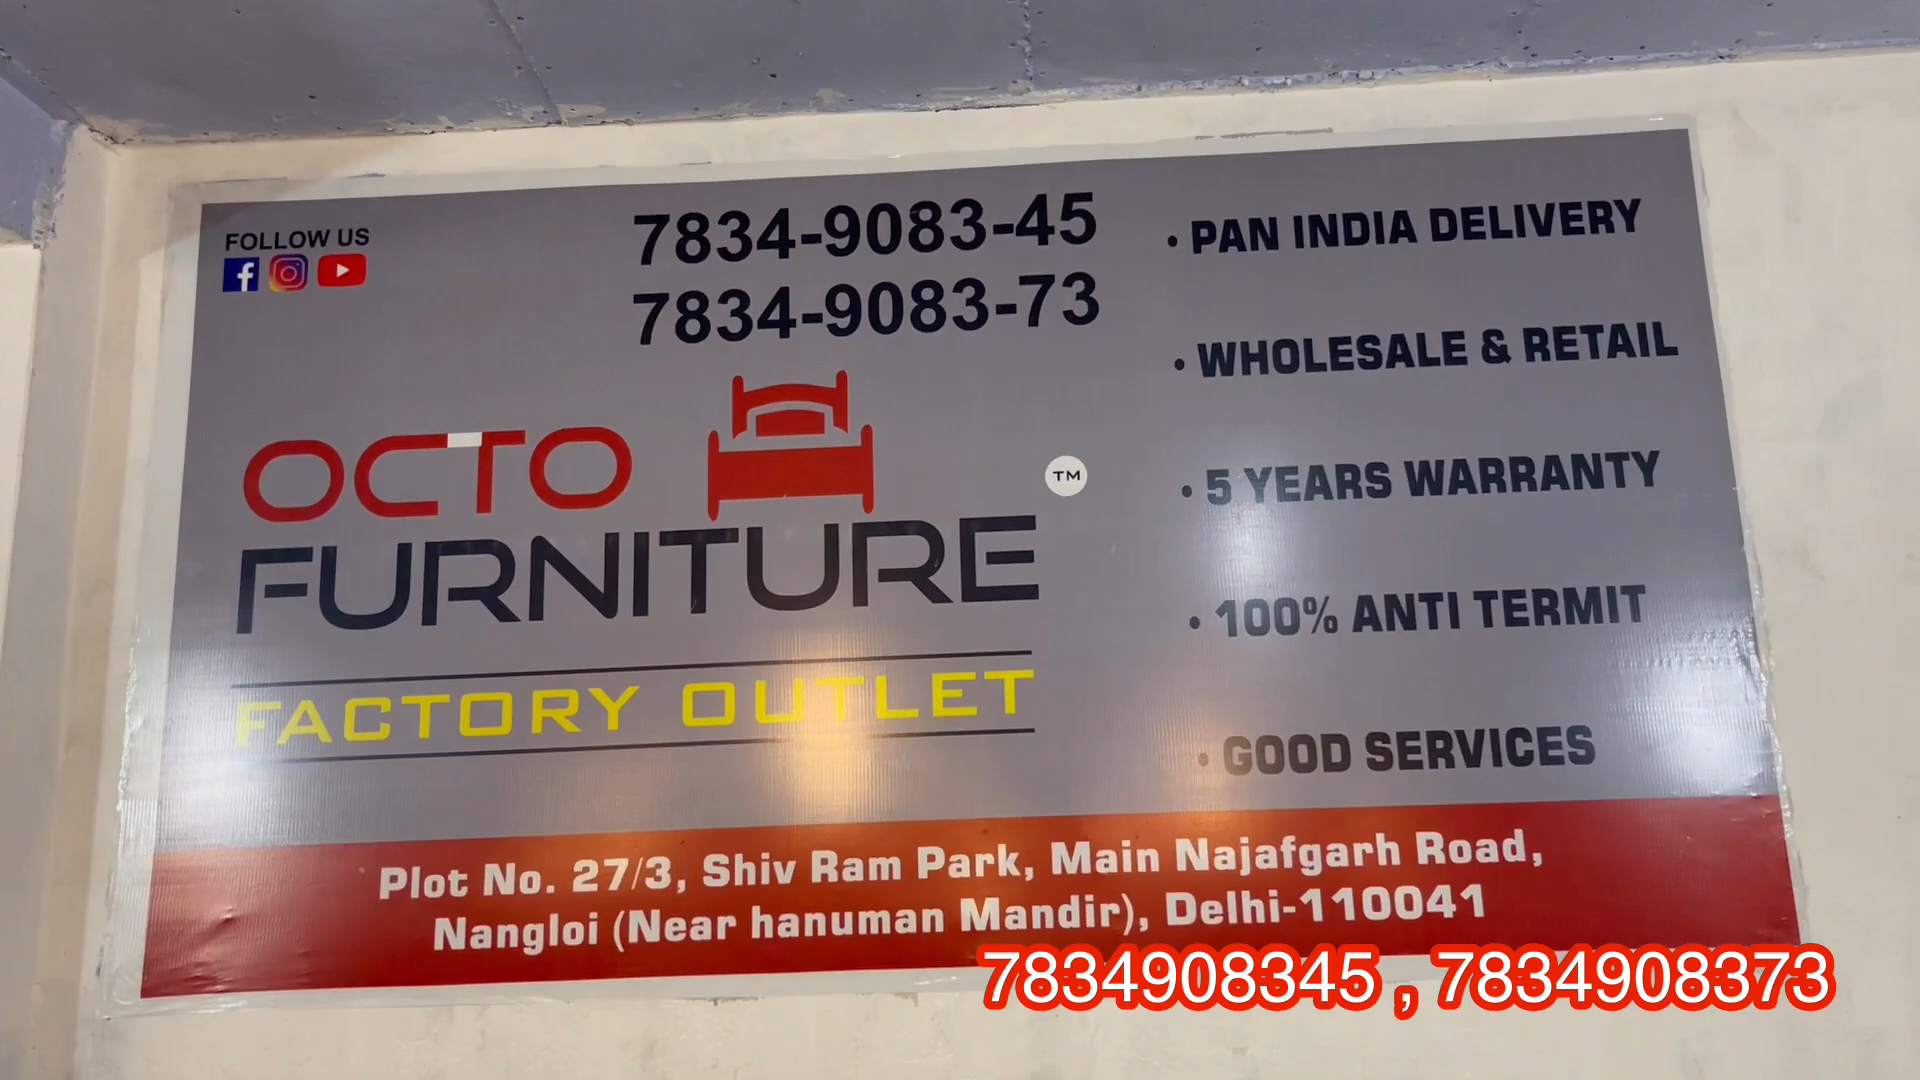 FOLLOW US
7834-9083-45
7834-9083-73
OCTO
FURNITURE
TM
FACTORY OUTLET
• PAN INDIA DELIVERY
• WHOLESALE & RETAIL
• 5 YEARS WARRANTY
• 100% ANTI TERMIT
• GOOD SERVICES
Plot No. 27/3, Shiv Ram Park, Main Najafgarh Road,
Nangloi (Near hanuman Mandir), Delhi-110041
7834908345 , 7834908373